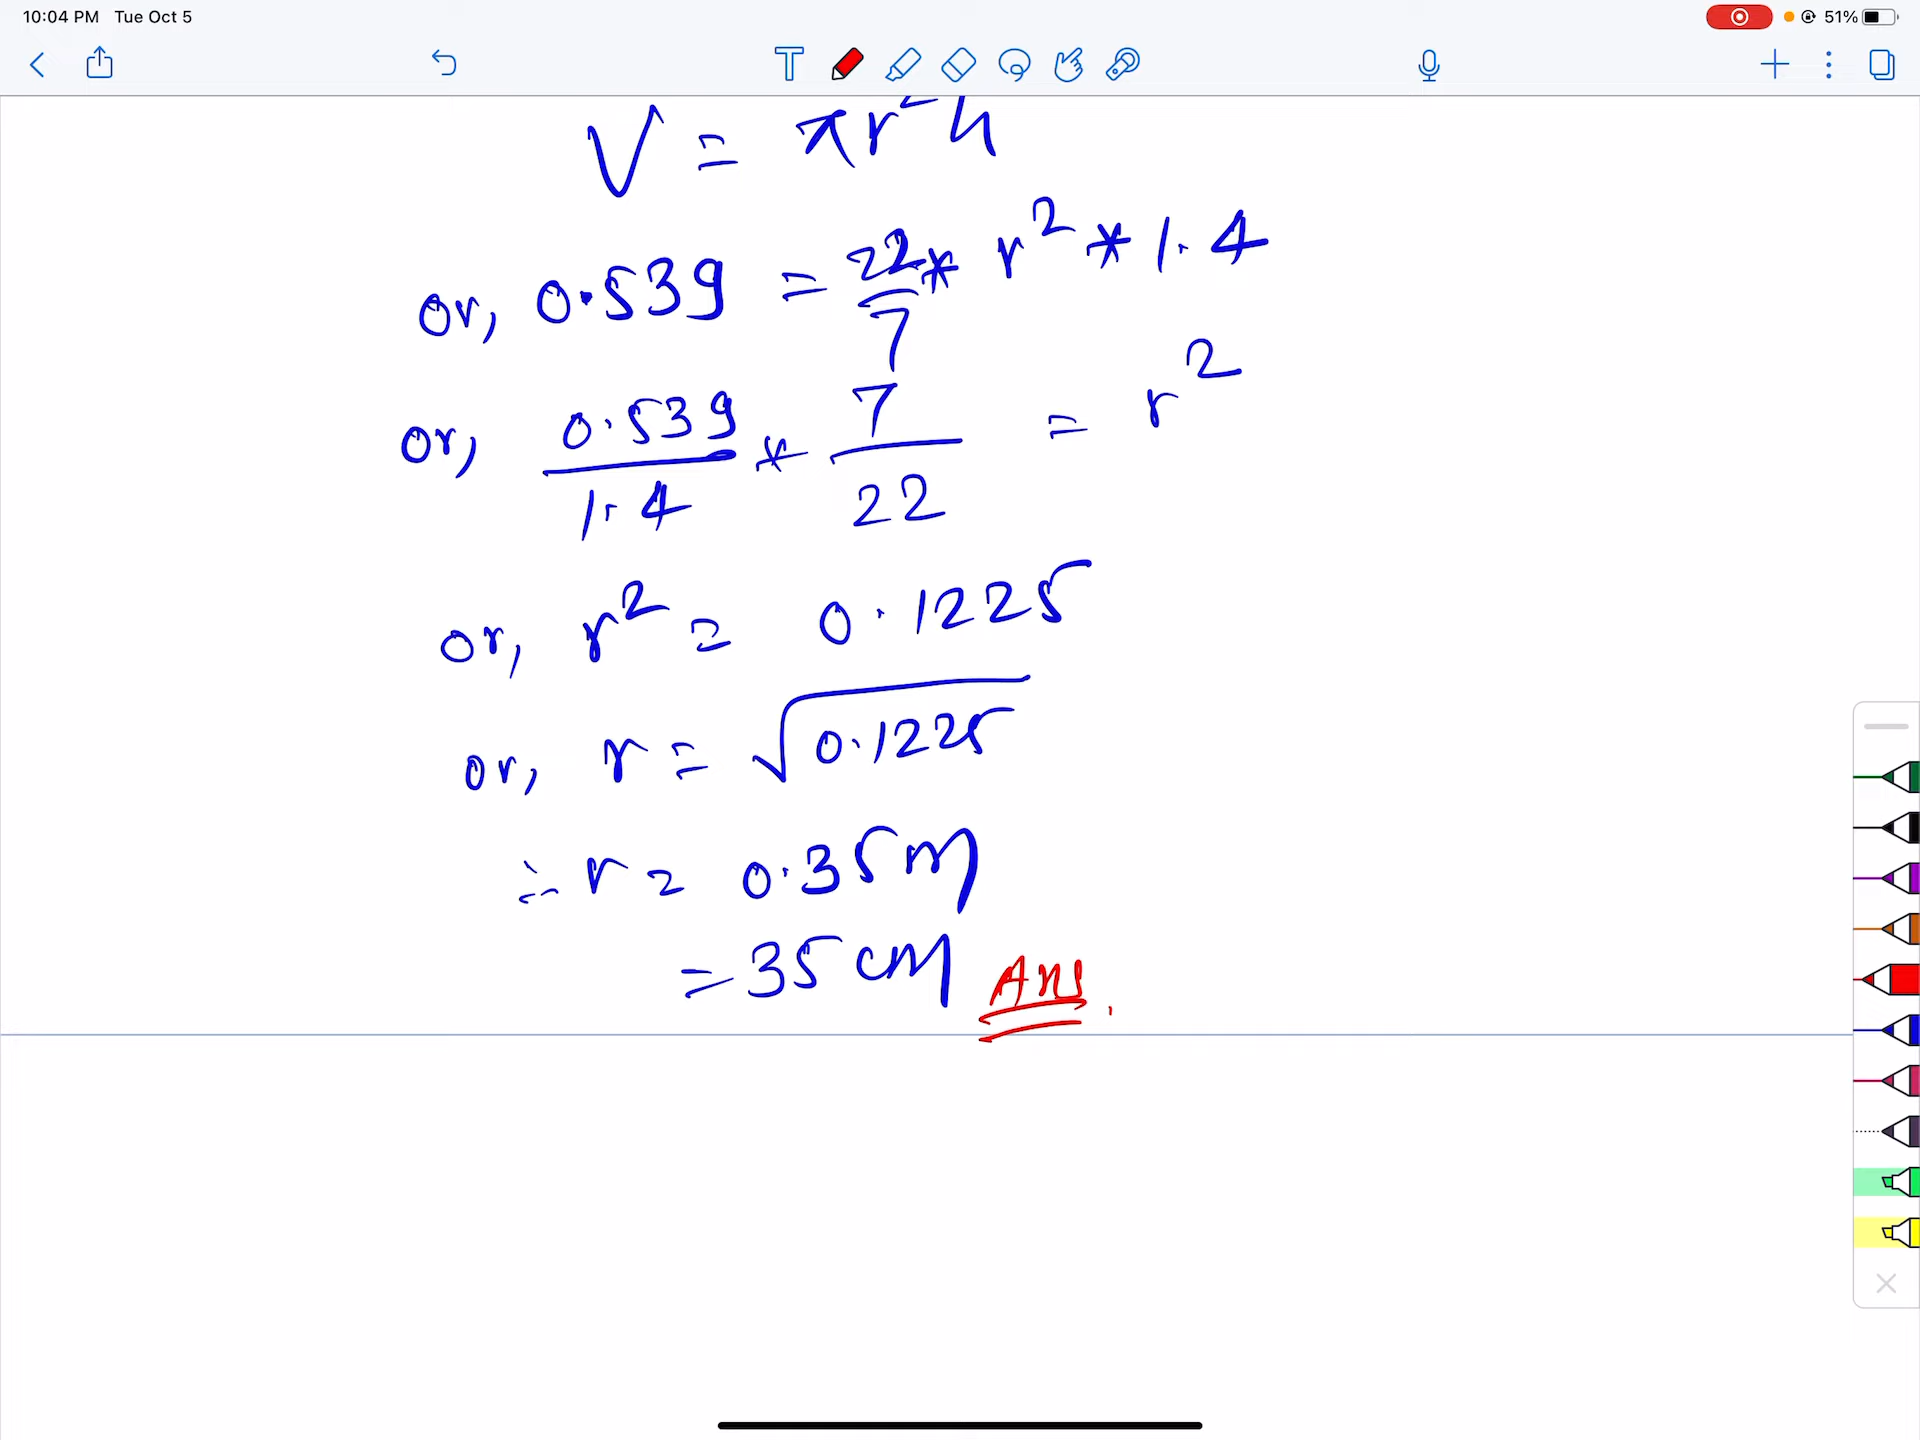 10:04 PM Tue Oct 5
51%
T
V = πr²h
or, 0.539 = 22/7 * r² * 1.4
or, 0.539/1.4 * 7/22 = r²
or, r² = 0.1225
or, r = √0.1225
∴ r = 0.35m
= 35 cm Ans.